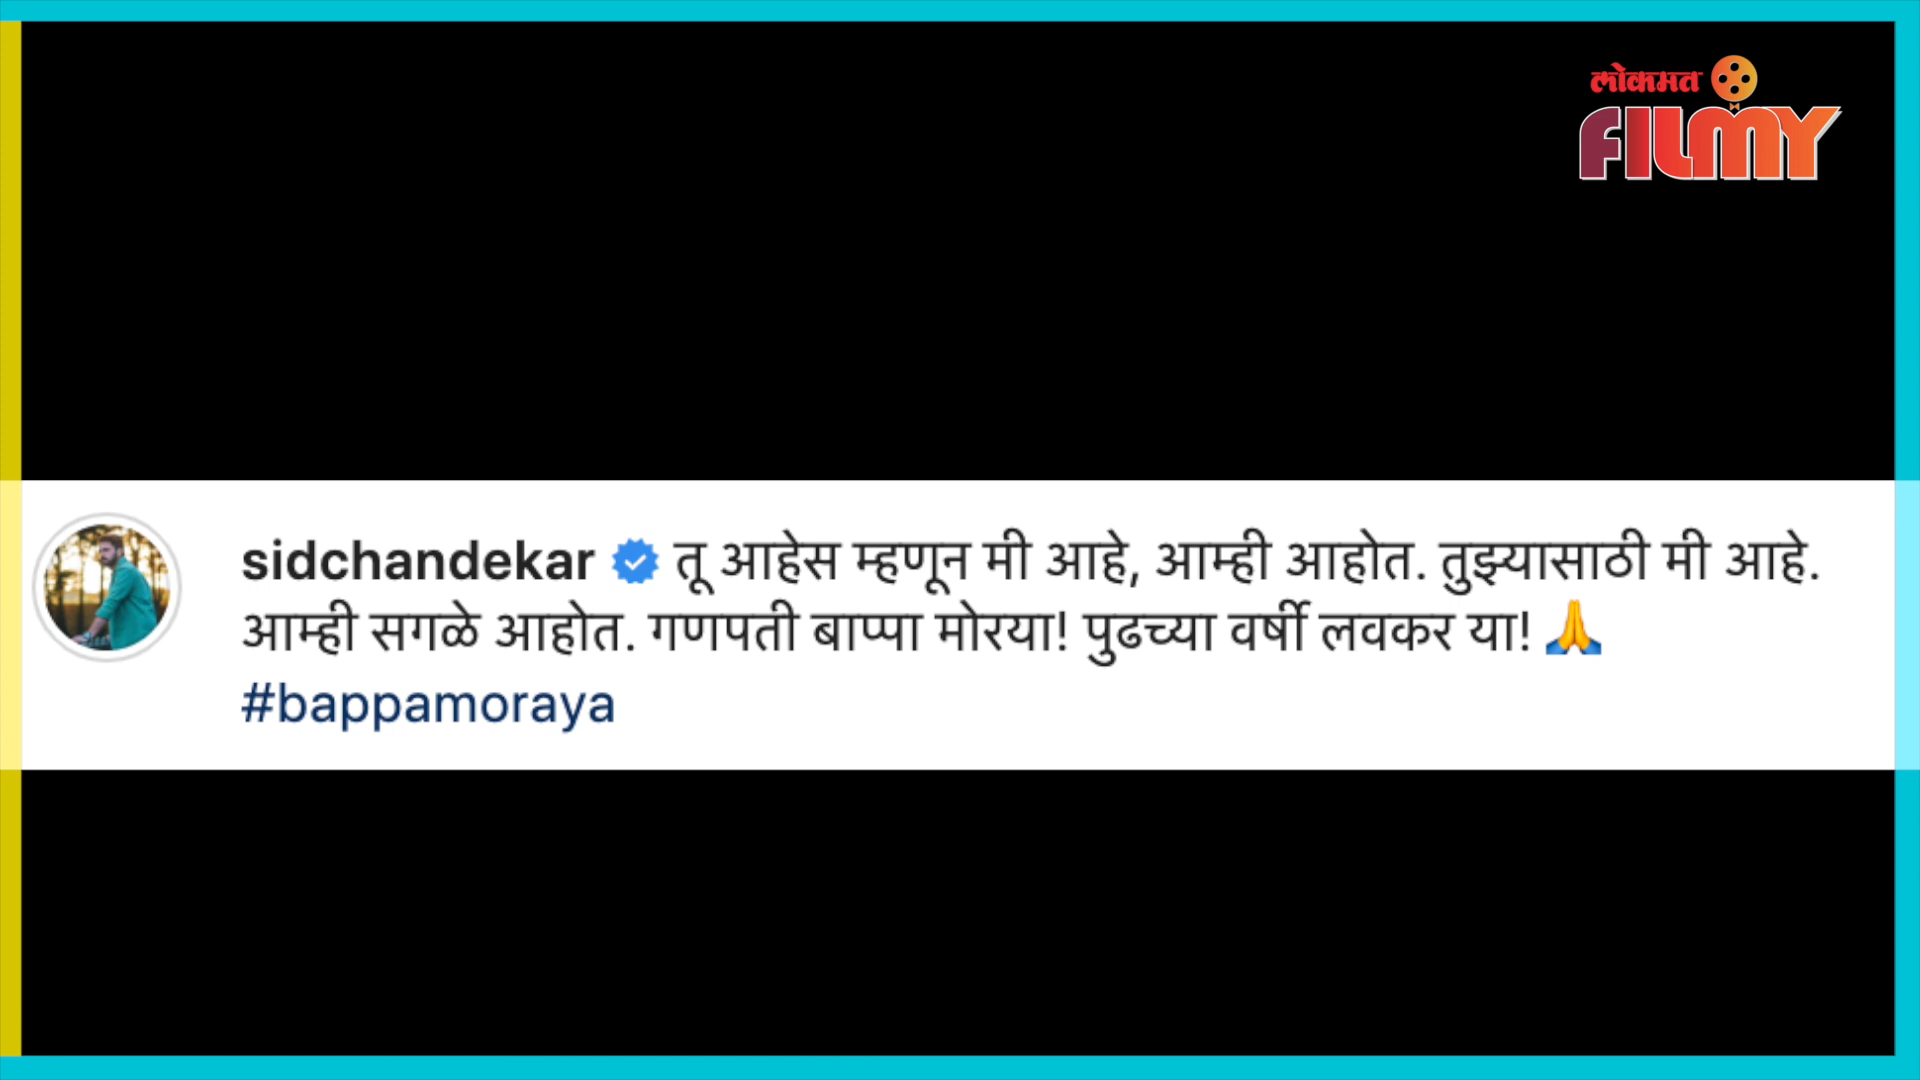 लोकमत
FILMY
sidchandekar तू आहेस म्हणून मी आहे, आम्ही आहोत. तुझ्यासाठी मी आहे.
आम्ही सगळे आहोत. गणपती बाप्पा मोरया! पुढच्या वर्षी लवकर या! 🙏
#bappamoraya